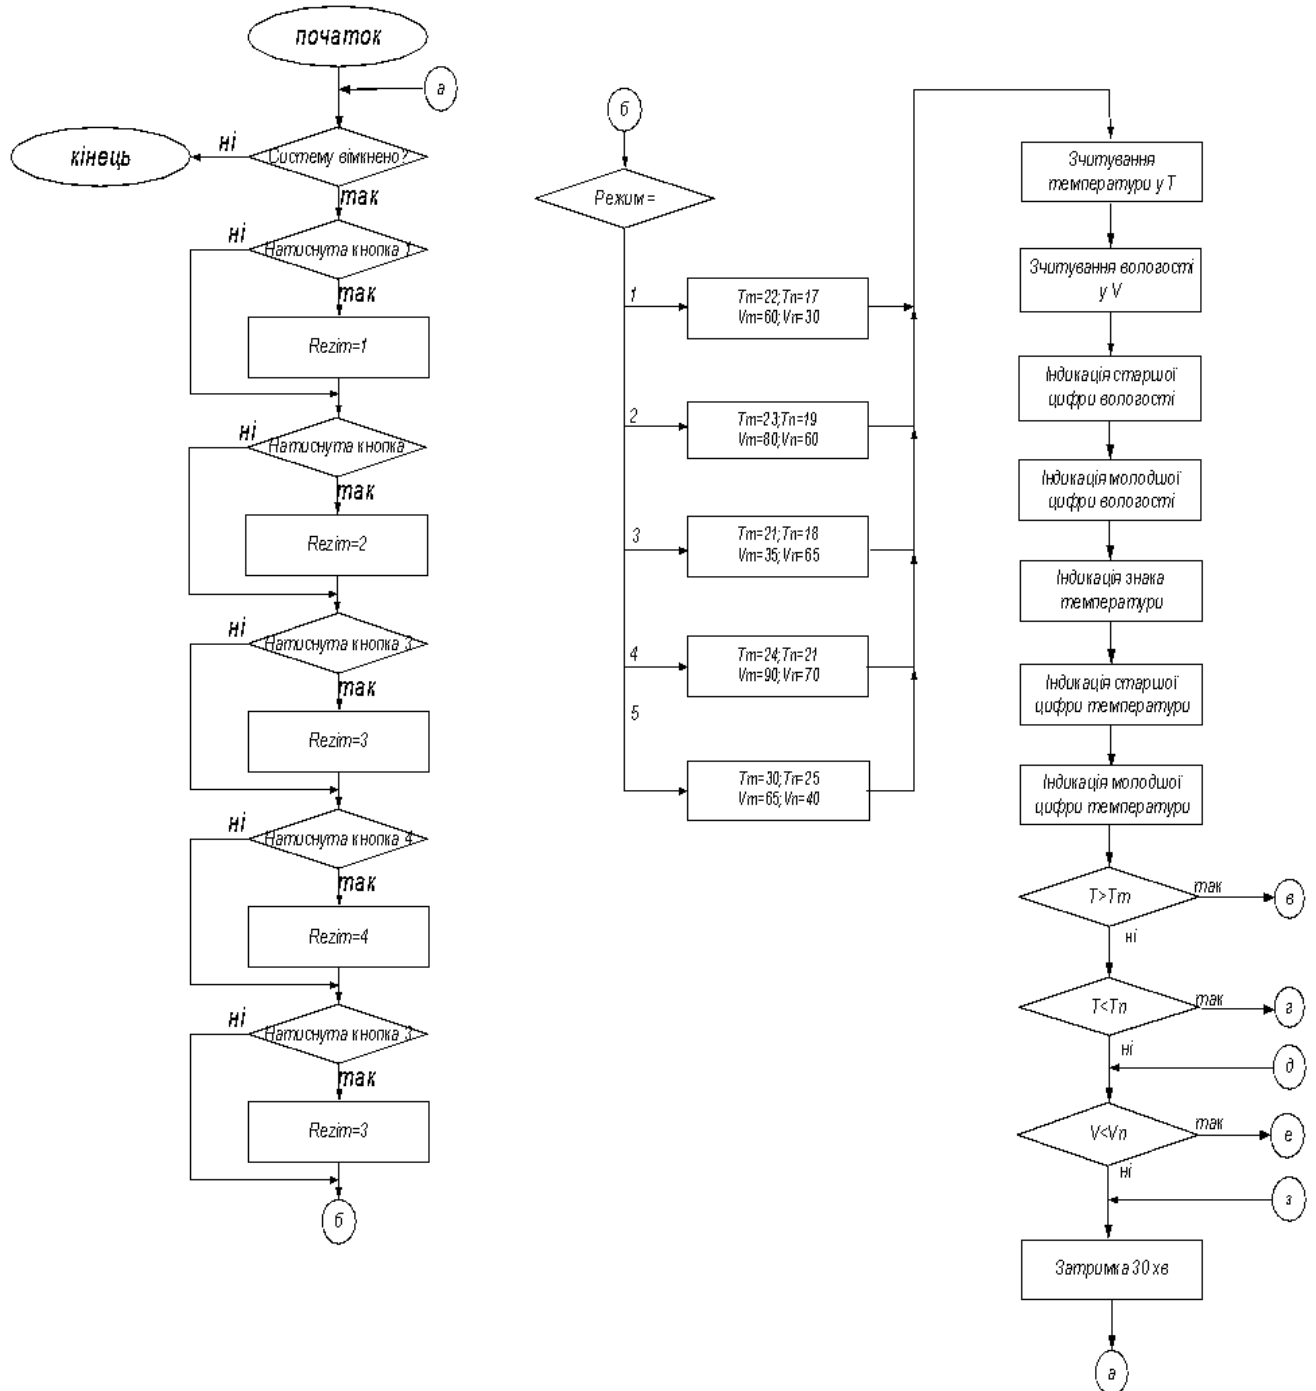 початок
а
Систему вімкнено?
ні
кінець
так
Натиснута кнопка 1
ні
так
Rezim=1
Натиснута кнопка
ні
так
Rezim=2
Натиснута кнопка 3
ні
так
Rezim=3
Натиснута кнопка 4
ні
так
Rezim=4
Натиснута кнопка 3
ні
так
Rezim=3
б
б
Режим =
1
Tm=22;Tn=17
Vm=60;Vn=30
2
Tm=23;Tn=19
Vm=80;Vn=60
3
Tm=21;Tn=18
Vm=35;Vn=65
4
Tm=24;Tn=21
Vm=90;Vn=70
5
Tm=30;Tn=25
Vm=65;Vn=40
Зчитування
температури у Т
Зчитування вологості
у V
Індикація старшої
цифри вологості
Індикація молодшої
цифри вологості
Індикація знака
температури
Індикація старшої
цифри температури
Індикація молодшої
цифри температури
T>Tm
так
в
ні
T<Tn
так
г
ні
д
V<Vn
так
е
ні
з
Затримка 30 хв
а